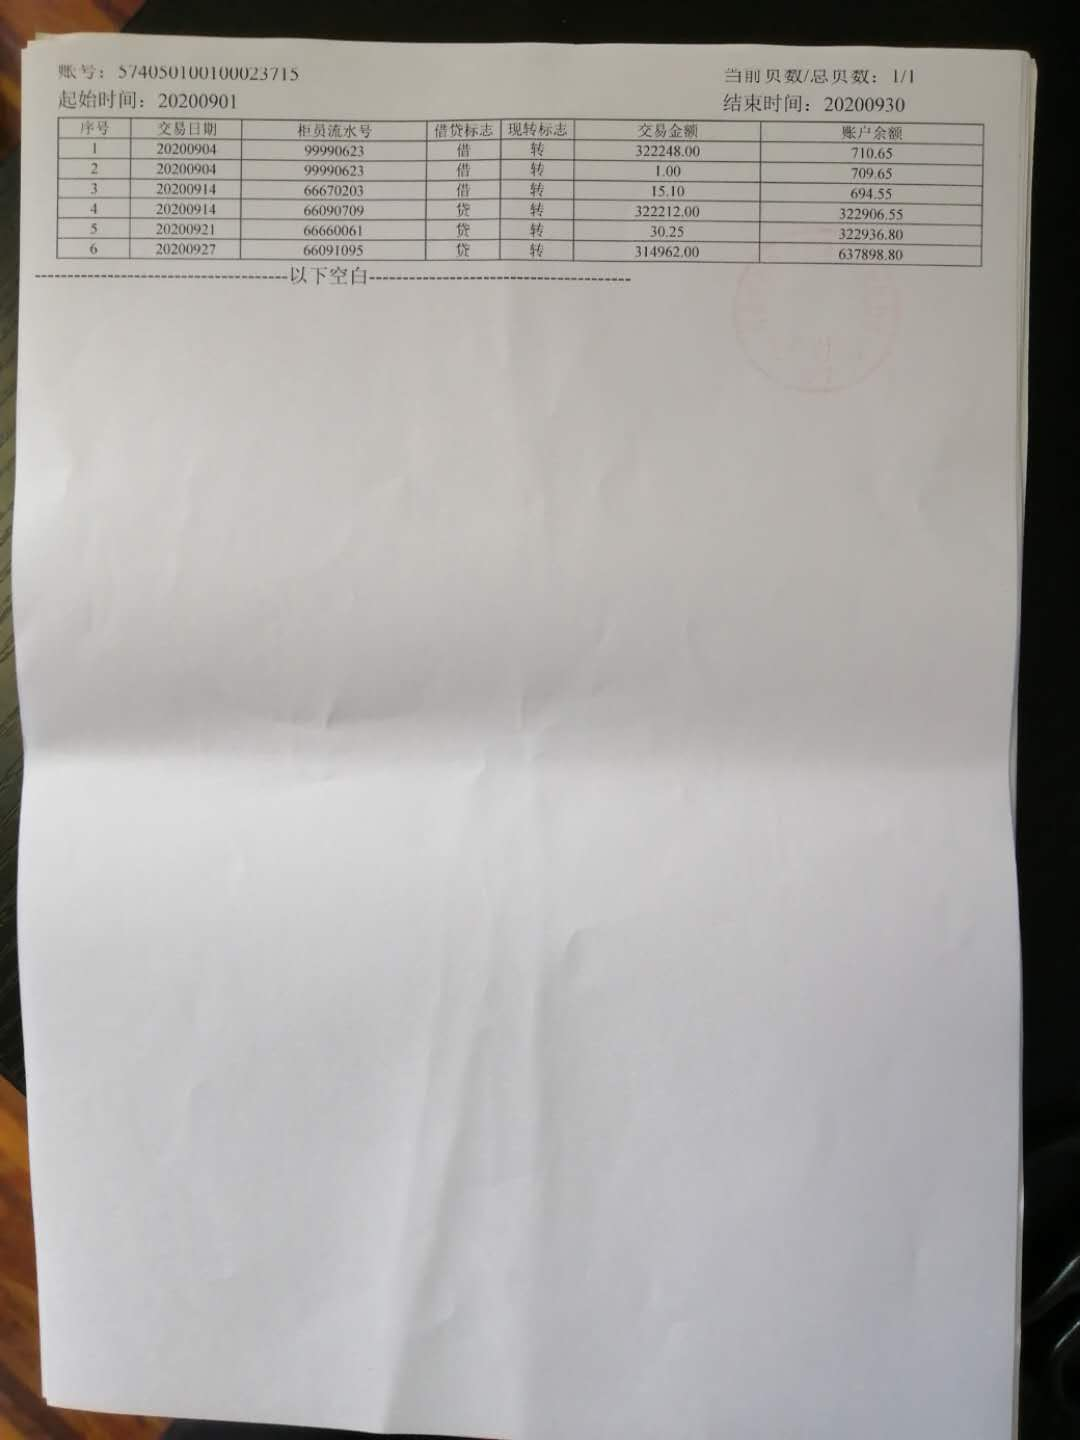 账号：574050100100023715 当前页数/总页数：1/1
起始时间：20200901 结束时间：20200930
序号 交易日期 柜员流水号 借贷标志 现转标志 交易金额 账户余额
1 20200904 99990623 借 转 322248.00 710.65
2 20200904 99990623 借 转 1.00 709.65
3 20200914 66670203 借 转 15.10 694.55
4 20200914 66090709 贷 转 322212.00 322906.55
5 20200921 66660061 贷 转 30.25 322936.80
6 20200927 66091095 贷 转 314962.00 637898.80
---------------------------------------以下空白----------------------------------------